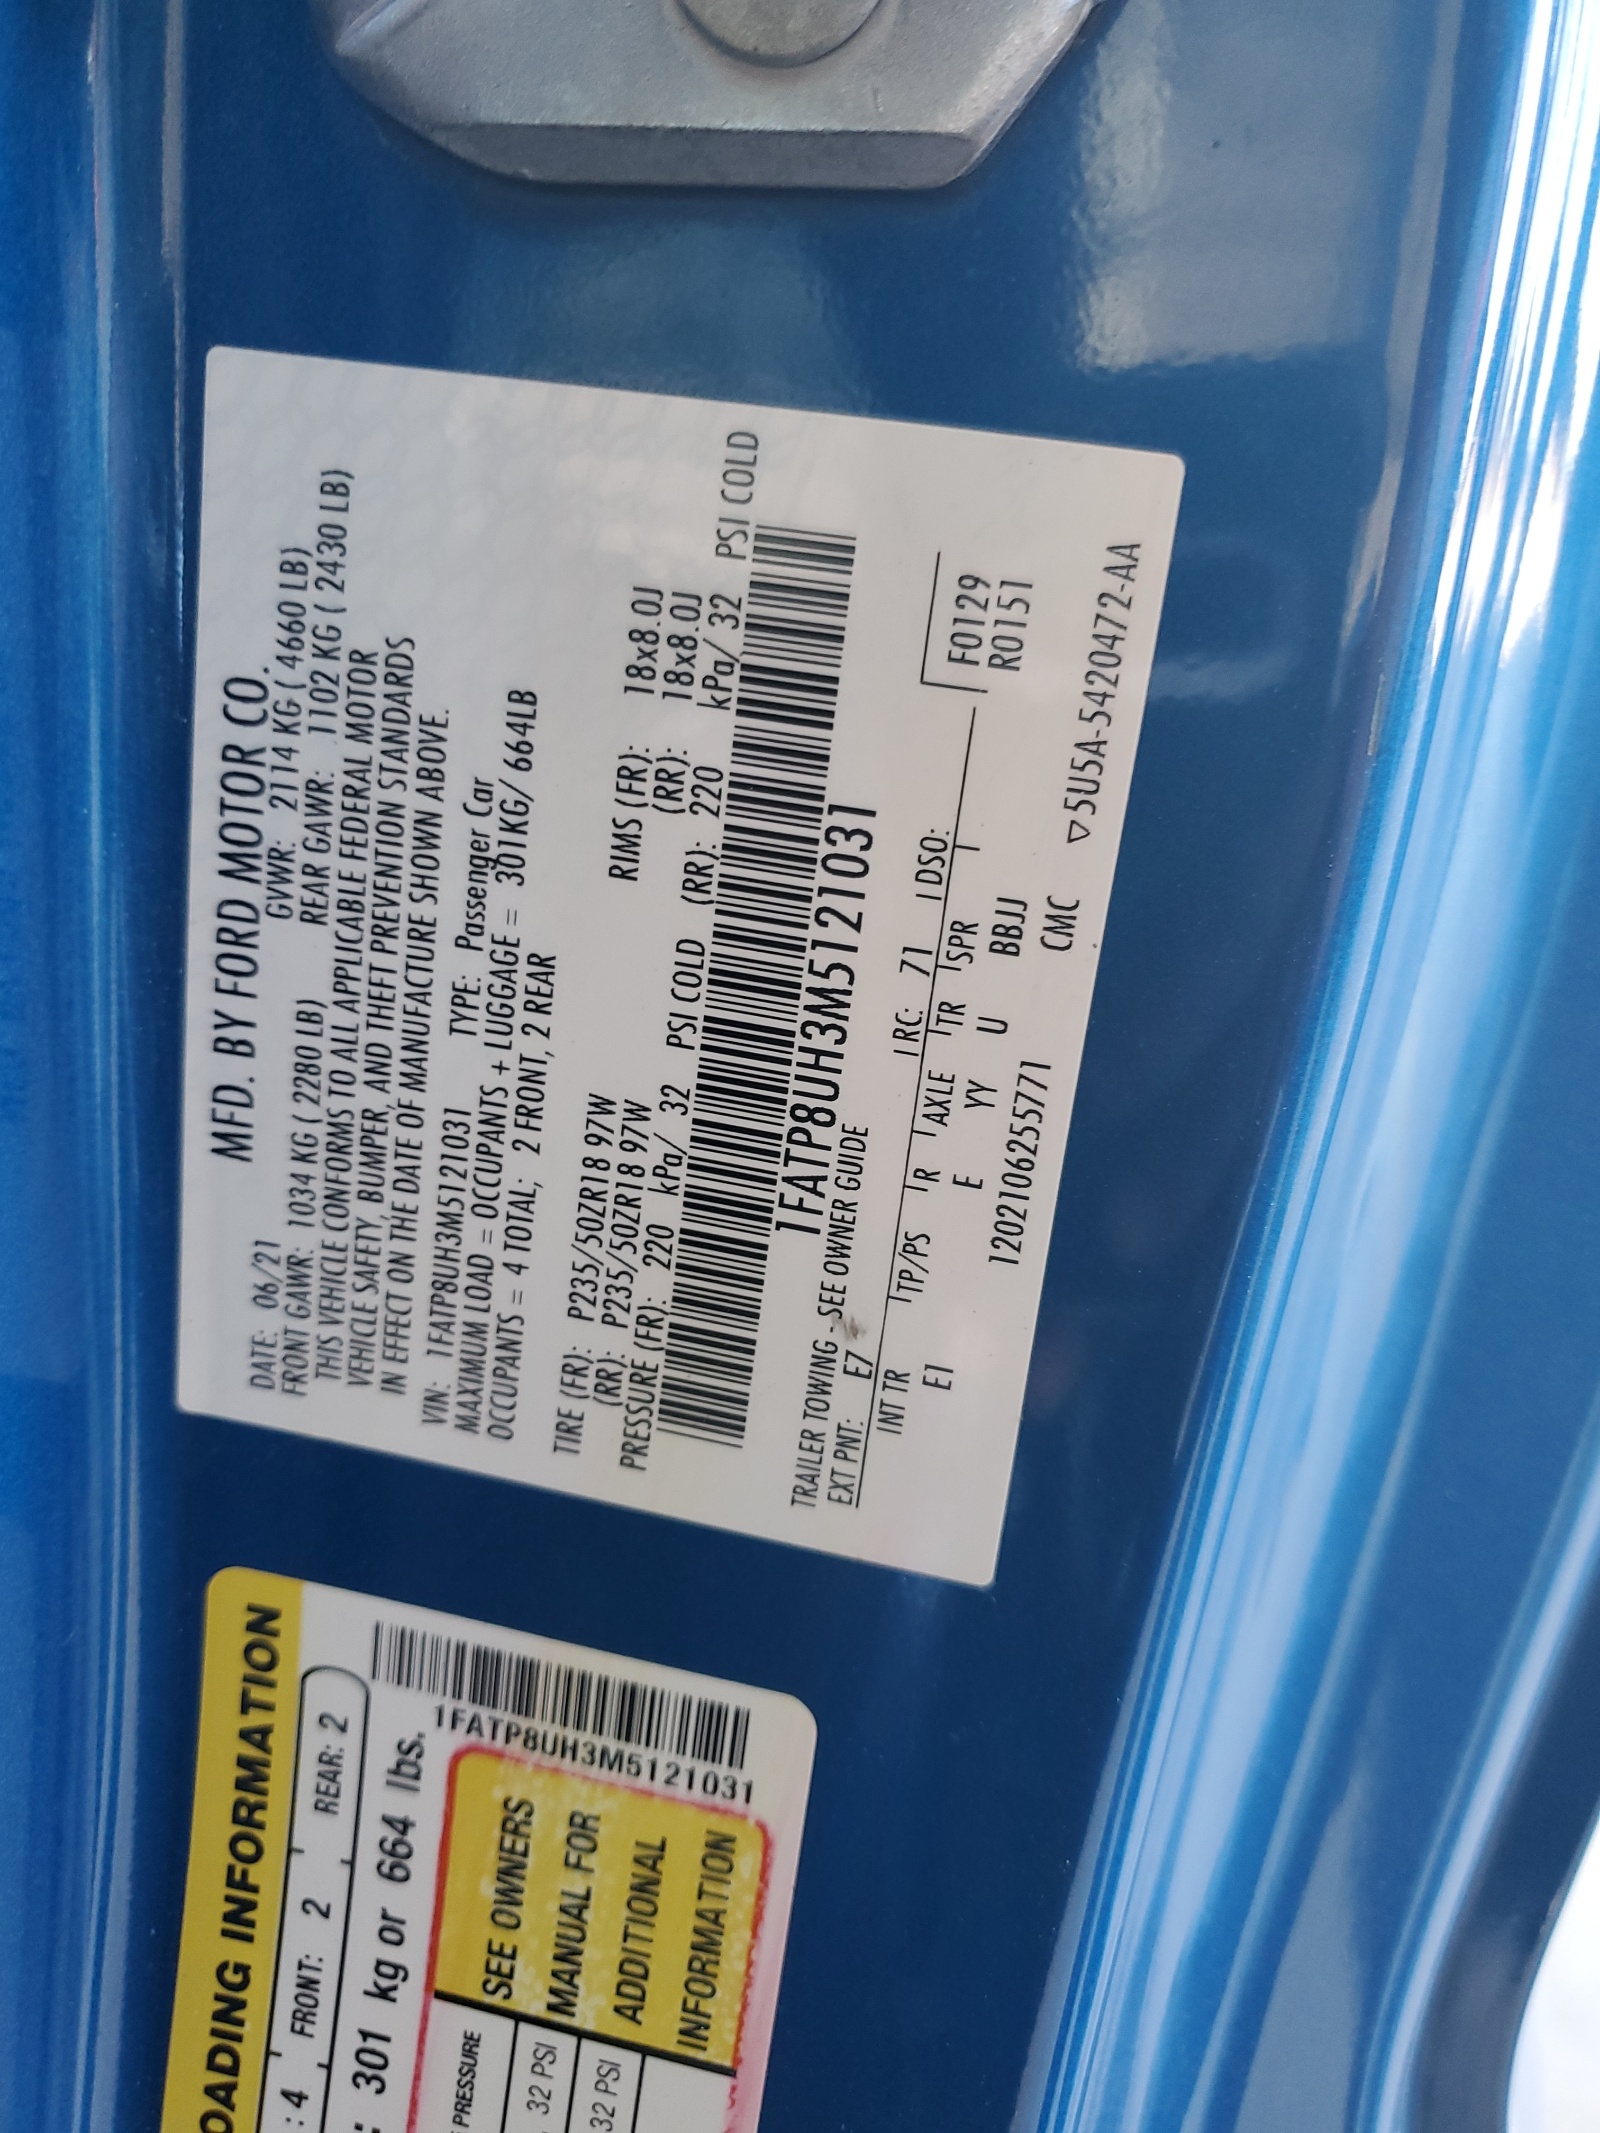 MFD. BY FORD MOTOR CO.
DATE: 06/21 GVWR: 2114 KG ( 4660 LB)
FRONT GAWR: 1034 KG ( 2280 LB) REAR GAWR: 1102 KG ( 2430 LB)
THIS VEHICLE CONFORMS TO ALL APPLICABLE FEDERAL MOTOR
VEHICLE SAFETY, BUMPER, AND THEFT PREVENTION STANDARDS
IN EFFECT ON THE DATE OF MANUFACTURE SHOWN ABOVE.
VIN: 1FATP8UH3M5121031 TYPE: Passenger Car
MAXIMUM LOAD = OCCUPANTS + LUGGAGE = 301KG/ 664LB
OCCUPANTS = 4 TOTAL; 2 FRONT, 2 REAR
TIRE (FR): P235/50ZR18 97W RIMS (FR): 18x8.0J
(RR): P235/50ZR18 97W (RR): 18x8.0J
PRESSURE (FR): 220 kPa/ 32 PSI COLD (RR): 220 kPa/ 32 PSI COLD
1FATP8UH3M5121031
TRAILER TOWING - SEE OWNER GUIDE
EXT PNT: E7 RC: 71 DSO:
INT TR TP/PS R AXLE TR SPR F0129
E1 E YY U BBJJ R0151
1202106255771 CMC ▽5U5A-5420472-AA
OADING INFORMATION
: 4 FRONT: 2 REAR: 2
: 301 kg or 664 lbs.
1FATP8UH3M5121031
PRESSURE
32 PSI
32 PSI
SEE OWNERS
MANUAL FOR
ADDITIONAL
INFORMATION